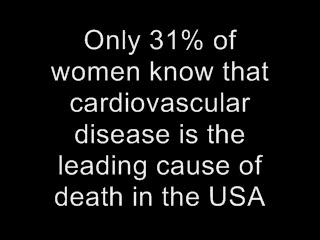 Only 31% of
women know that
cardiovascular
disease is the
leading cause of
death in the USA